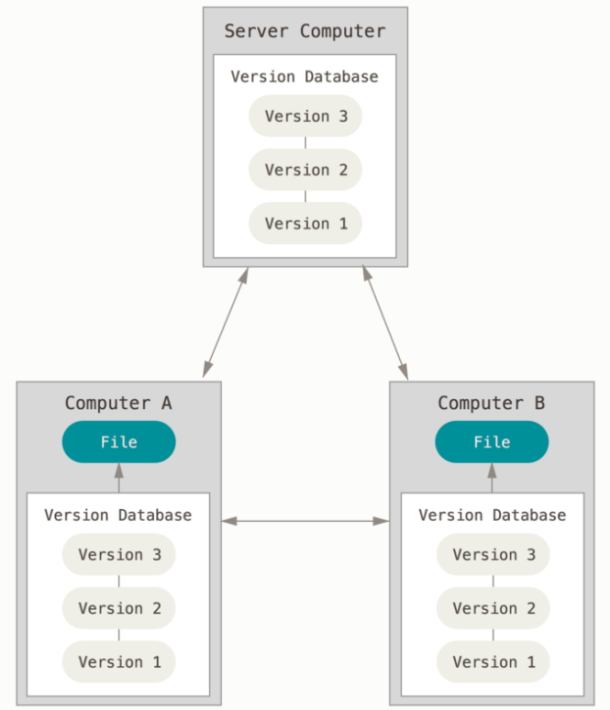 Server Computer
Version Database
Version 3
Version 2
Version 1
Computer A
File
Version Database
Version 3
Version 2
Version 1
Computer B
File
Version Database
Version 3
Version 2
Version 1